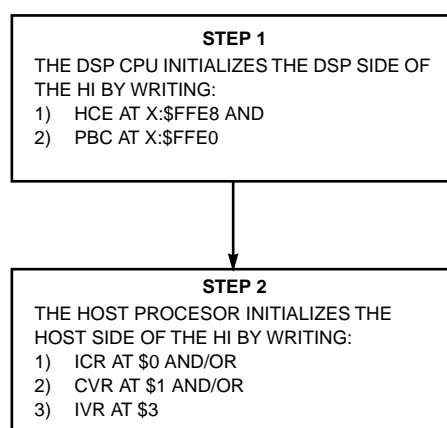 STEP 1
THE DSP CPU INITIALIZES THE DSP SIDE OF
THE HI BY WRITING:
1) HCE AT X:$FFE8 AND
2) PBC AT X:$FFE0
STEP 2
THE HOST PROCESOR INITIALIZES THE
HOST SIDE OF THE HI BY WRITING:
1) ICR AT $0 AND/OR
2) CVR AT $1 AND/OR
3) IVR AT $3